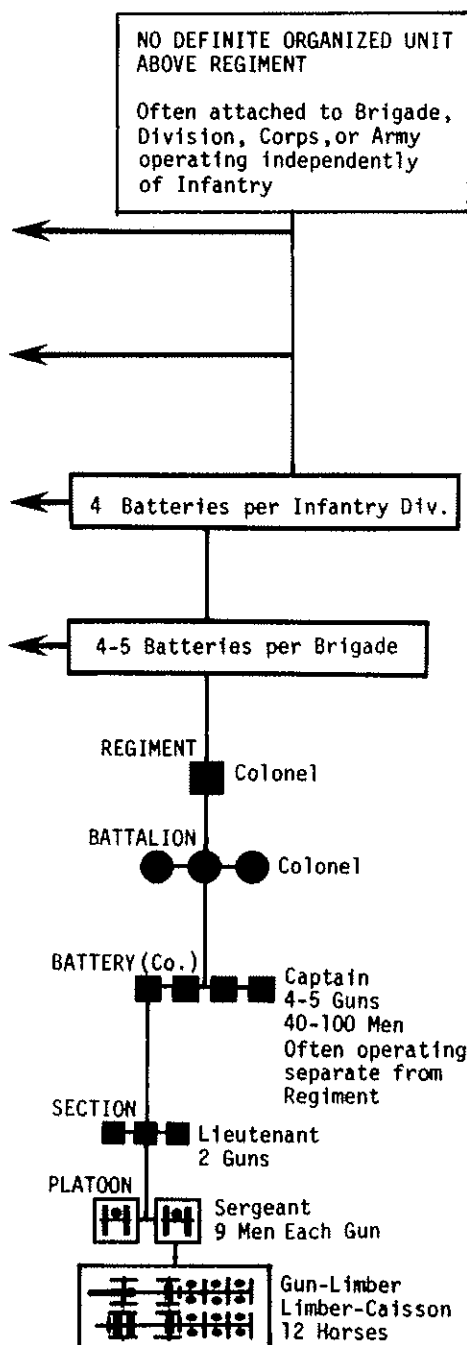 NO DEFINITE ORGANIZED UNIT
ABOVE REGIMENT
Often attached to Brigade,
Division, Corps,or Army
operating independently
of Infantry
4 Batteries per Infantry Div.
4-5 Batteries per Brigade
REGIMENT
Colonel
BATTALION
Colonel
BATTERY(Co.)
Captain
4-5 Guns
40-100 Men
Often operating
separate from
Regiment
SECTION
Lieutenant
2 Guns
PLATOON
Sergeant
9 Men Each Gun
Gun-Limber
Limber-Caisson
12 Horses